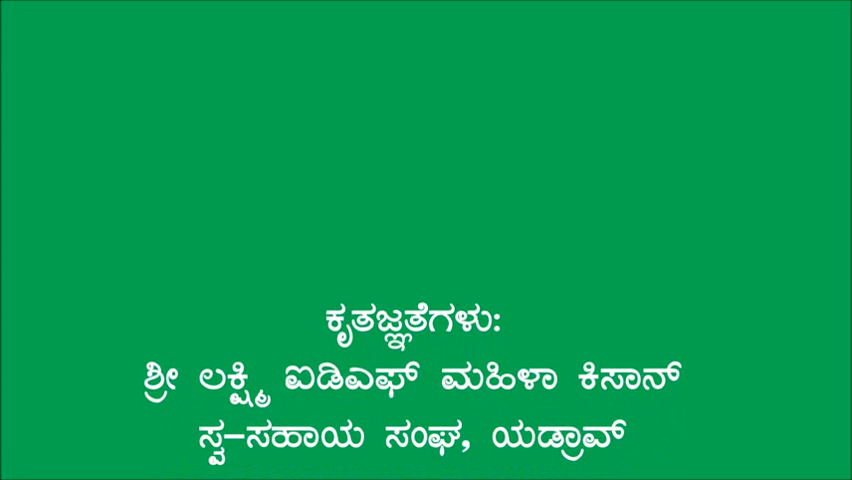 ಕೃತಜ್ಞತೆಗಳು:
ಶ್ರೀ ಲಕ್ಷ್ಮಿ ಐಡಿಎಫ್ ಮಹಿಳಾ ಕಿಸಾನ್
ಸ್ವ-ಸಹಾಯ ಸಂಘ, ಯಡ್ರಾವ್